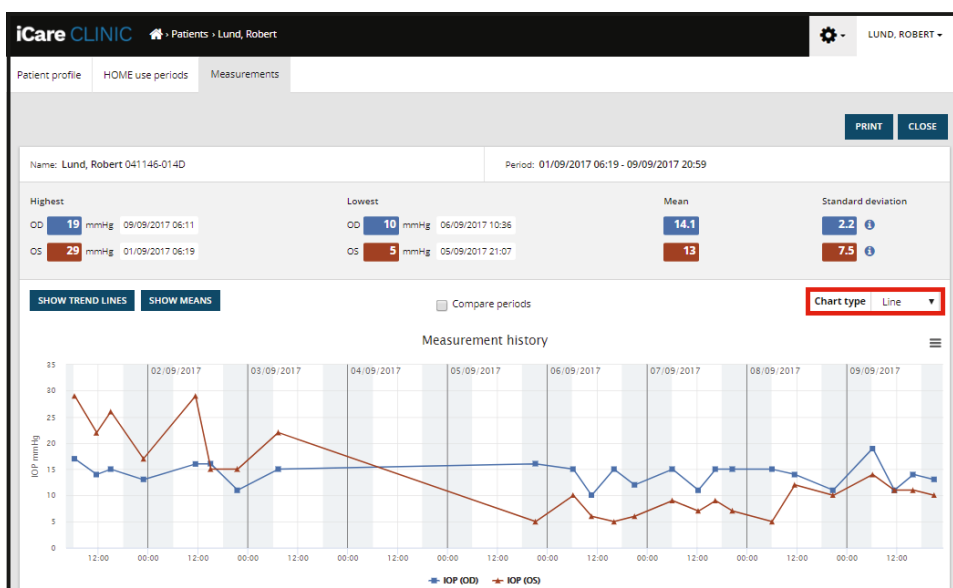 iCare CLINIC › Patients › Lund, Robert LUND, ROBERT
Patient profile HOME use periods Measurements
PRINT CLOSE
Name: Lund, Robert 041146-014D Period: 01/09/2017 06:19 - 09/09/2017 20:59
Highest Lowest Mean Standard deviation
OD 19 mmHg 09/09/2017 06:11 OD 10 mmHg 06/09/2017 10:36 14.1 2.2
OS 29 mmHg 01/09/2017 06:19 OS 5 mmHg 05/09/2017 21:07 13 7.5
SHOW TREND LINES SHOW MEANS Compare periods Chart type Line
Measurement history
35 02/09/2017 03/09/2017 04/09/2017 05/09/2017 06/09/2017 07/09/2017 08/09/2017 09/09/2017
30
25
20
IOP mmHg
15
10
5
0
12:00 00:00 12:00 00:00 12:00 00:00 12:00 00:00 12:00 00:00 12:00 00:00 12:00 00:00 12:00 00:00 12:00
IOP (OD) IOP (OS)